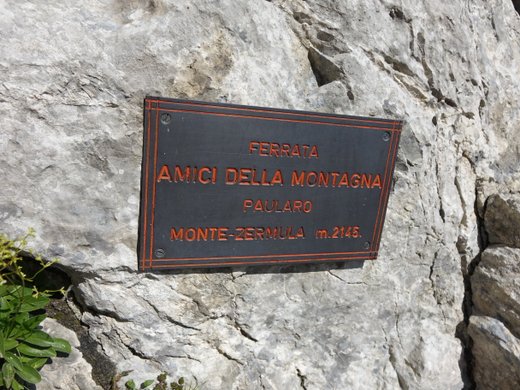 FERRATA
AMICI DELLA MONTAGNA
PAULARO
MONTE-ZERMULA m.2145.